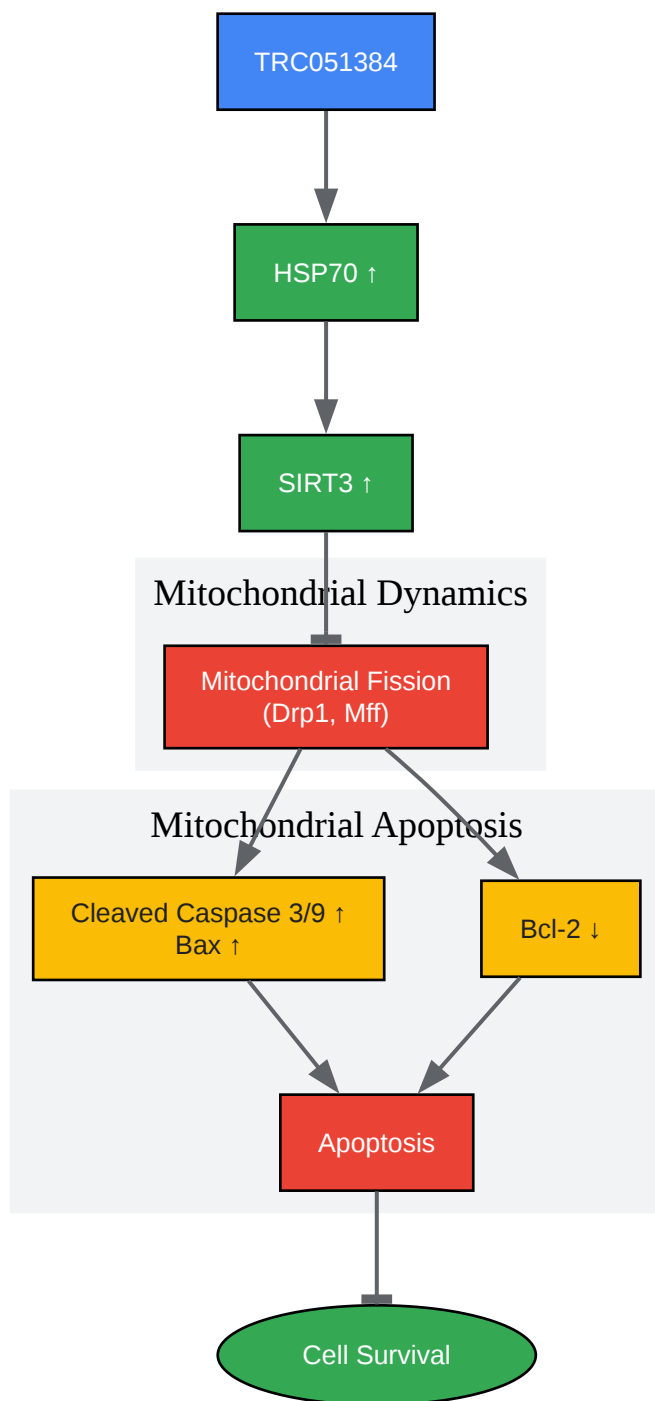 TRC051384
HSP70 ↑
SIRT3 ↑
Mitochondrial Dynamics
Mitochondrial Fission
(Drp1, Mff)
Mitochondrial Apoptosis
Cleaved Caspase 3/9 ↑
Bax ↑
Bcl-2 ↓
Apoptosis
Cell Survival